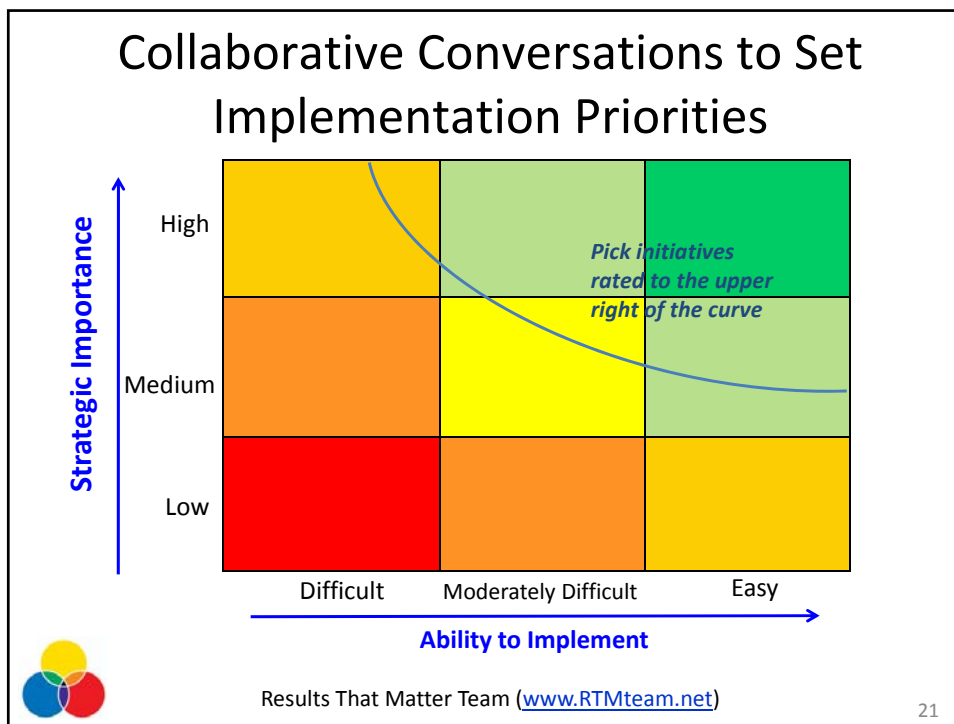 Collaborative Conversations to Set
Implementation Priorities
Strategic Importance
High
Pick initiatives
rated to the upper
right of the curve
Medium
Low
Difficult
Moderately Difficult
Easy
Ability to Implement
Results That Matter Team (www.RTMteam.net)
21